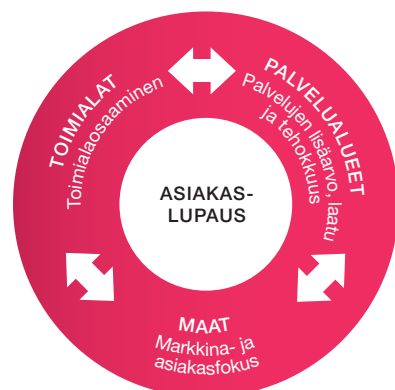 TOIMIALAT
Toimialaosaaminen
PALVELUALUEET
Palvelujen lisäarvo, laatu
ja tehokkuus
ASIAKAS-
LUPAUS
MAAT
Markkina- ja
asiakasfokus